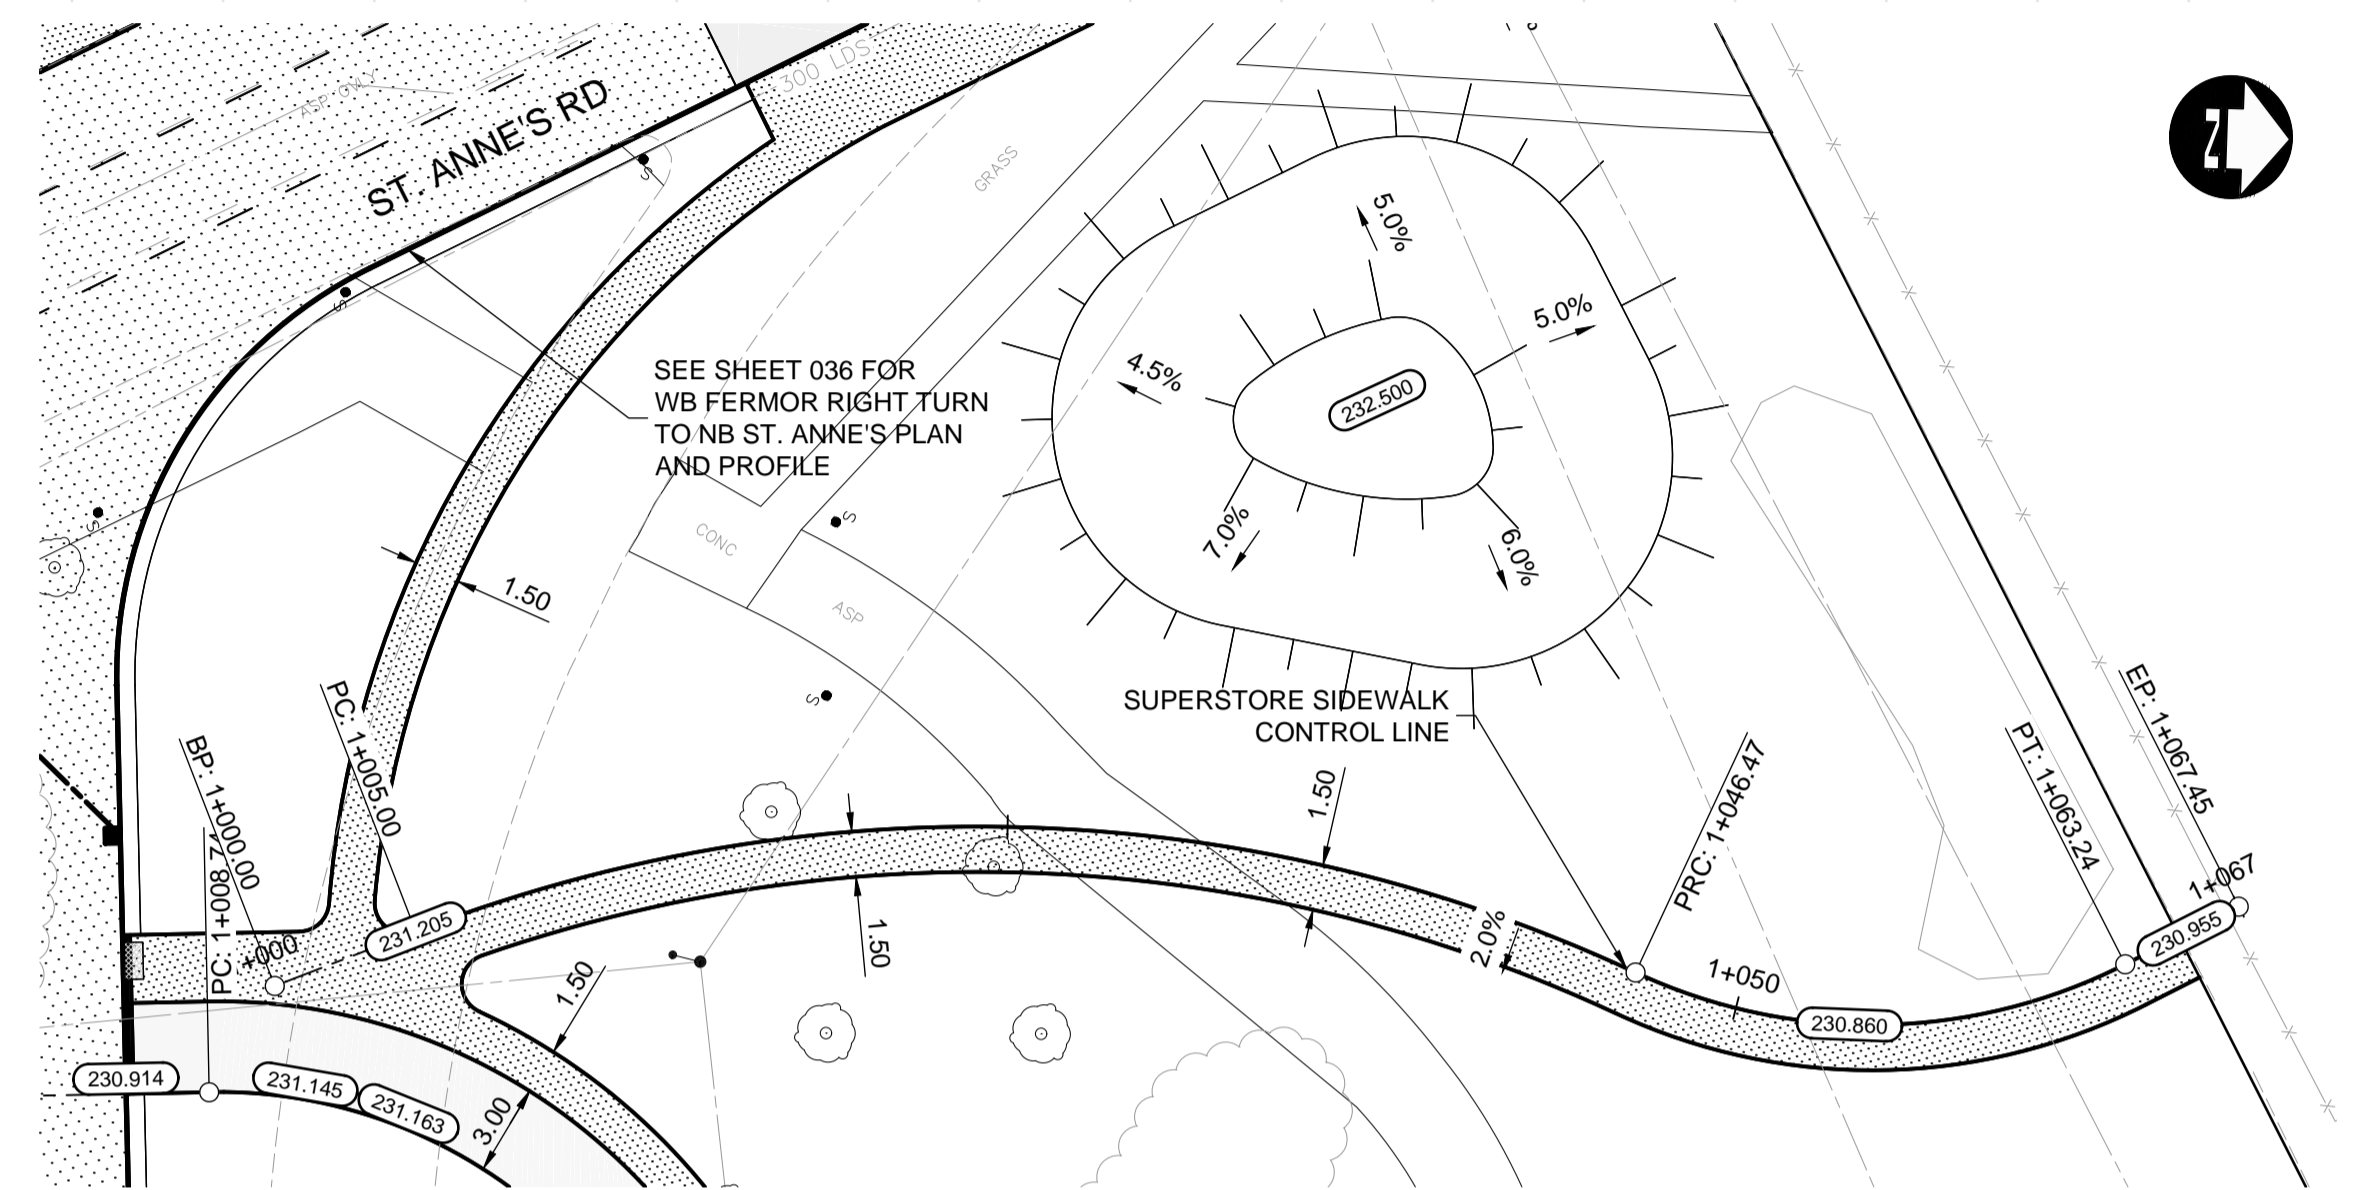 300 LDS
ASP OVLY
ST. ANNE'S RD
GRASS
N
S
S
5.0%
5.0%
4.5%
232.500
7.0%
6.0%
SEE SHEET 036 FOR
WB FERMOR RIGHT TURN
TO NB ST. ANNE'S PLAN
AND PROFILE
S
S
CONC
ASP
1.50
S
SUPERSTORE SIDEWALK
CONTROL LINE
PC: 1+005.00
BP: 1+000.00
PC: 1+008
+000
231.205
1.50
1.50
1.50
2.0%
PRC: 1+046.47
1+050
230.860
PT: 1+063.24
EP: 1+067.45
1+067
230.955
230.914
231.145
231.163
3.00